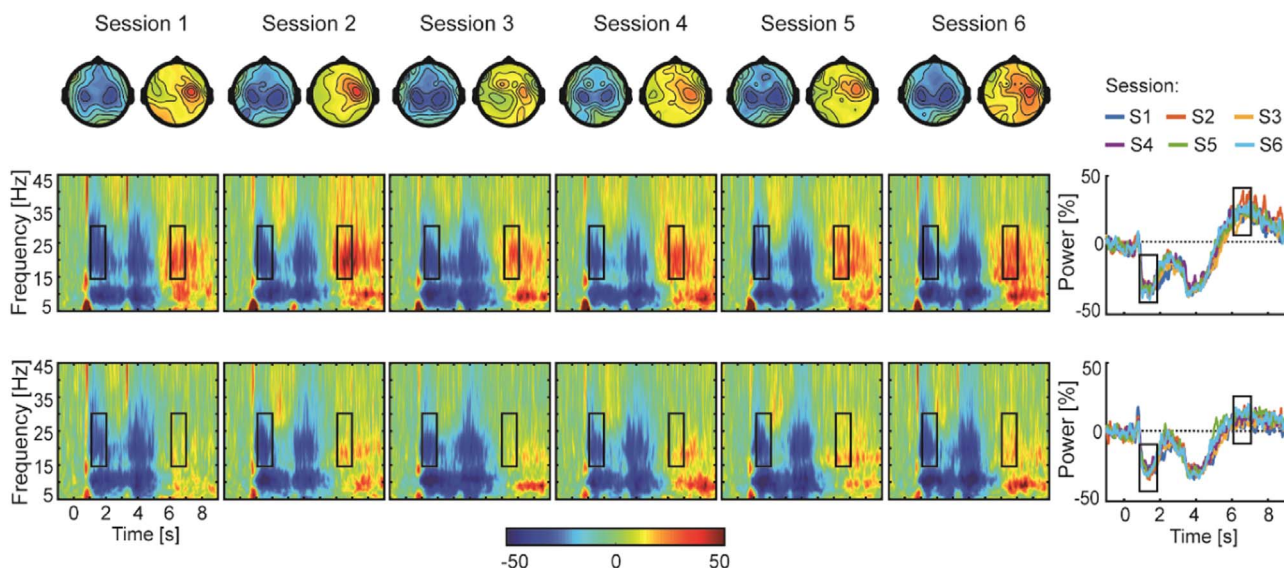 Session 1 Session 2 Session 3 Session 4 Session 5 Session 6
Session:
S1 S2 S3
S4 S5 S6
Frequency [Hz]
45
35
25
15
5
Power [%]
50
0
-50
Frequency [Hz]
45
35
25
15
5
0 2 4 6 8
Time [s]
-50 0 50
Power [%]
50
0
-50
0 2 4 6 8
Time [s]